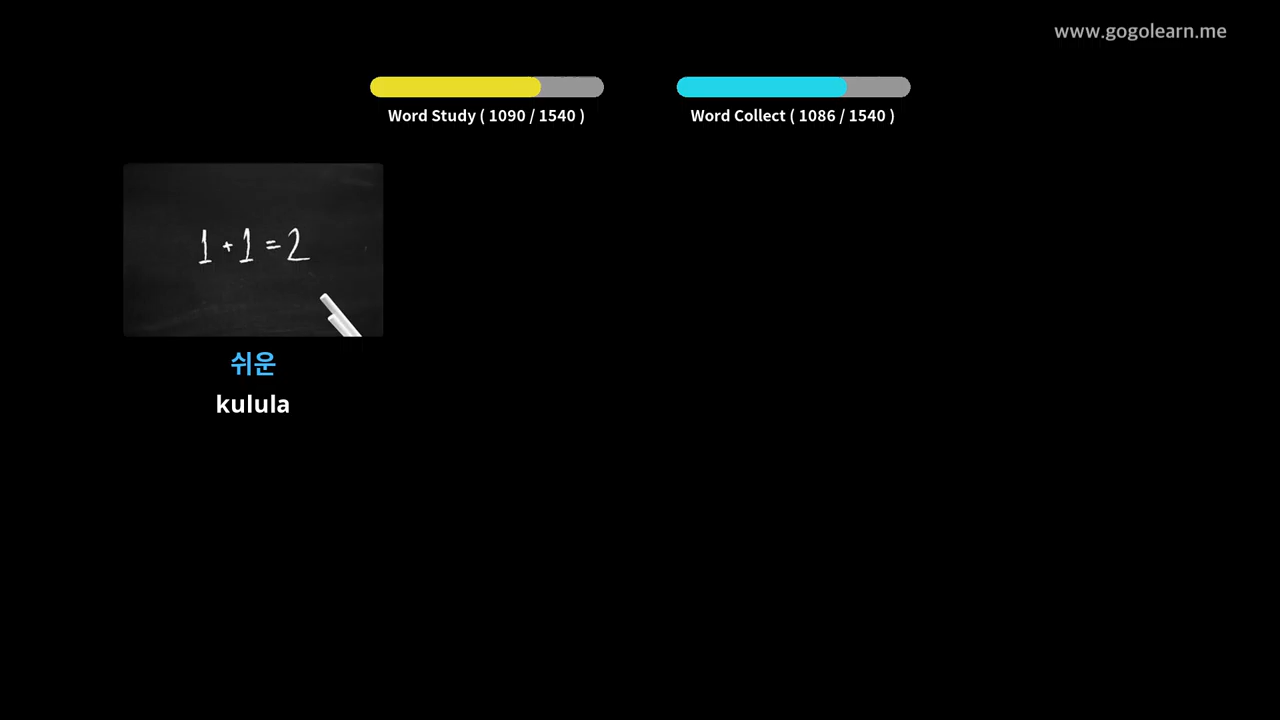 www.gogolearn.me
Word Study ( 1090 / 1540 )
Word Collect ( 1086 / 1540 )
1 + 1 = 2
쉬운
kulula